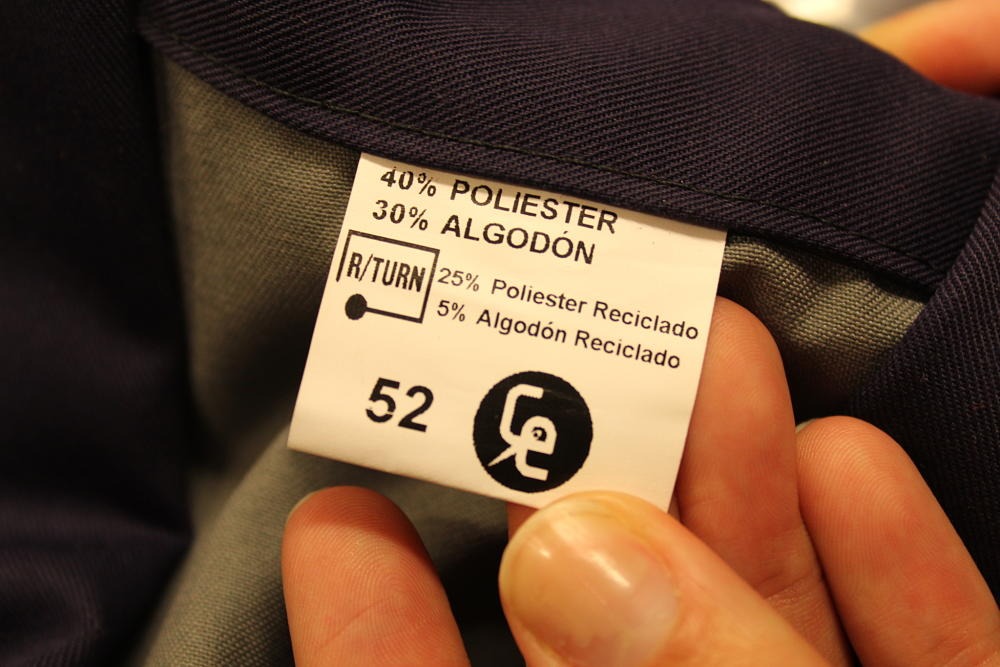 40% POLIESTER
30% ALGODÓN
R/TURN
25% Poliester Reciclado
5% Algodón Reciclado
52